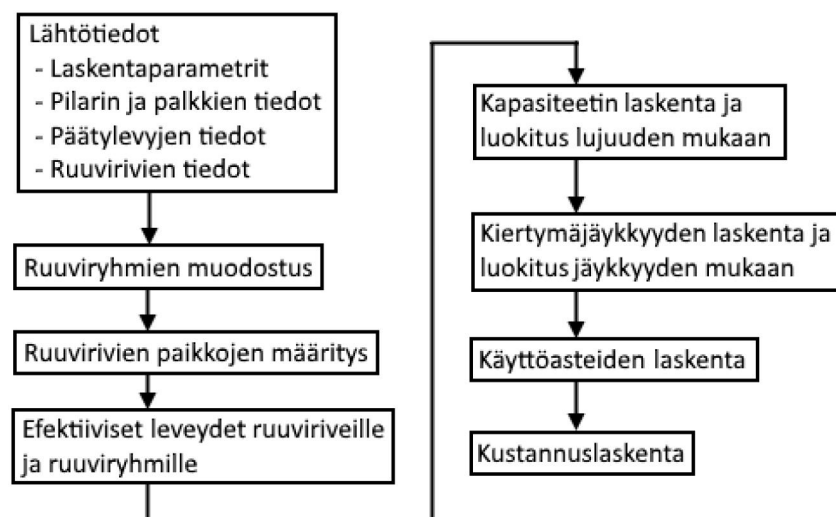 Lähtötiedot
- Laskentaparametrit
- Pilarin ja palkkien tiedot
- Päätylevyjen tiedot
- Ruuvirivien tiedot
Ruuviryhmien muodostus
Ruuvirivien paikkojen määritys
Efektiiviset leveydet ruuviriveille
ja ruuviryhmille
Kapasiteetin laskenta ja
luokitus lujuuden mukaan
Kiertymäjäykkyyden laskenta ja
luokitus jäykkyyden mukaan
Käyttöasteiden laskenta
Kustannuslaskenta